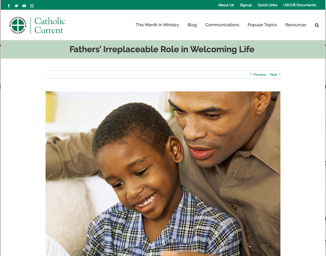 About Us Signup Quick Links USCCB Documents
Catholic
Current
This Month in Ministry Blog Communications Popular Topics Resources
Fathers' Irreplaceable Role in Welcoming Life
Previous Next